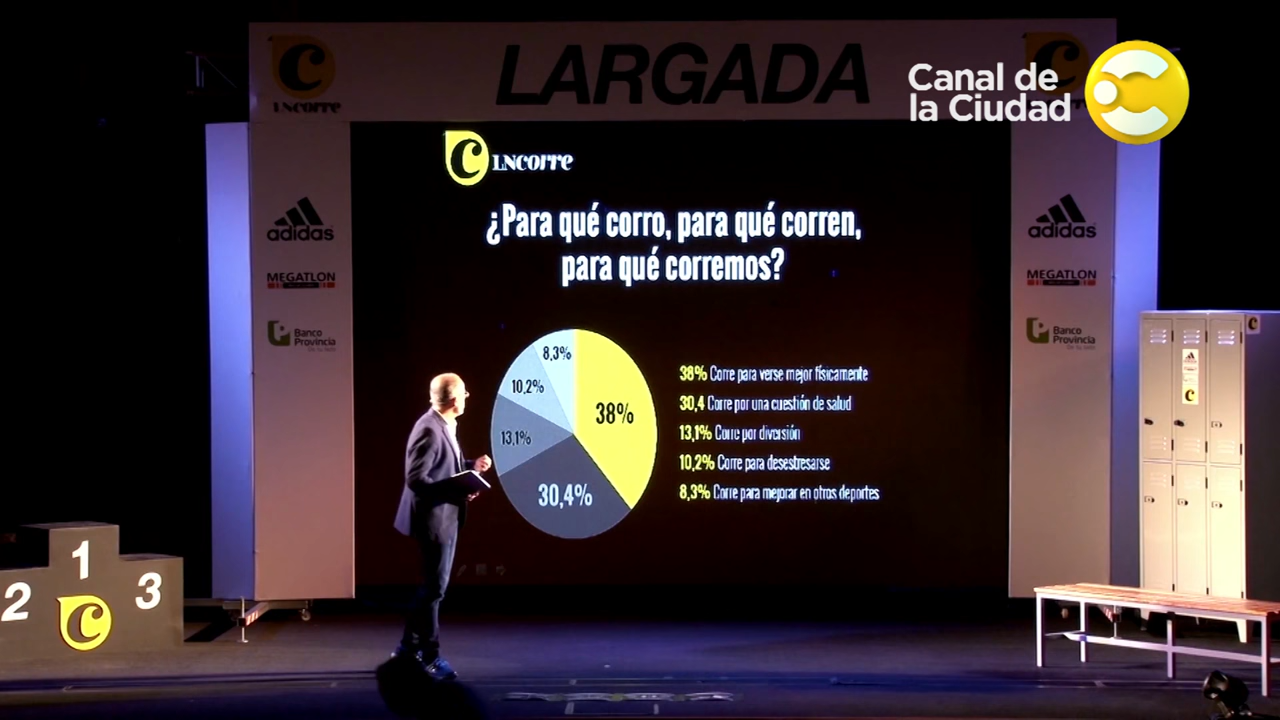 LARGADA
LNCORRE
Canal de
la Ciudad
LNCORRE
¿Para qué corro, para qué corren,
para qué corremos?
adidas
MEGATLON
Banco
Provincia
adidas
MEGATLON
Banco
Provincia
8,3%
10,2%
38%
13,1%
30,4%
38% Corre para verse mejor físicamente
30,4 Corre por una cuestión de salud
13,1% Corre por diversión
10,2% Corre para desestresarse
8,3% Corre para mejorar en otros deportes
1
2
3